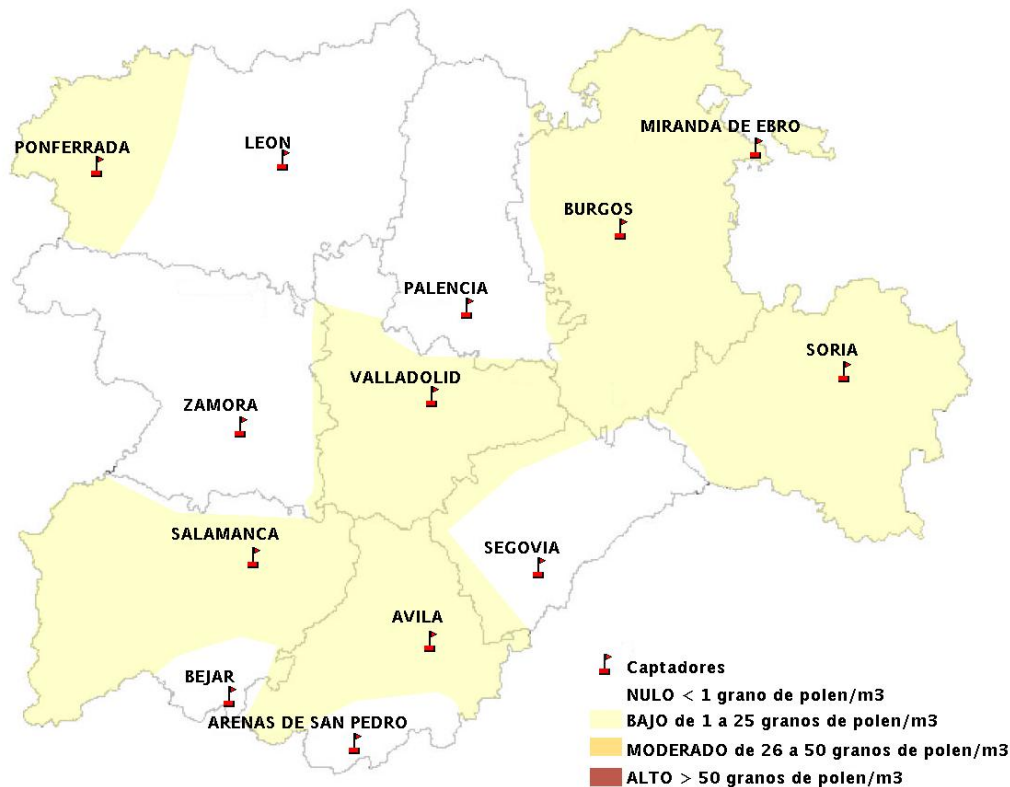 MIRANDA DE EBRO
PONFERRADA
LEON
BURGOS
PALENCIA
SORIA
VALLADOLID
ZAMORA
SALAMANCA
SEGOVIA
AVILA
BEJAR
ARENAS DE SAN PEDRO
Captadores
NULO < 1 grano de polen/m3
BAJO de 1 a 25 granos de polen/m3
MODERADO de 26 a 50 granos de polen/m3
ALTO > 50 granos de polen/m3